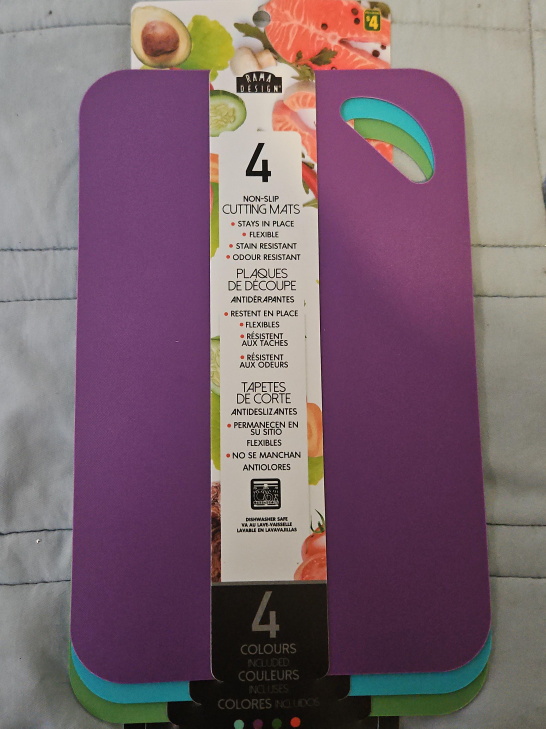 $4
RAMA
DESIGN
4
NON-SLIP
CUTTING MATS
• STAYS IN PLACE
• FLEXIBLE
• STAIN RESISTANT
• ODOUR RESISTANT
PLAQUES
DE DÉCOUPE
ANTIDÉRAPANTES
• RESTENT EN PLACE
• FLEXIBLES
• RÉSISTENT
AUX TACHES
• RÉSISTENT
AUX ODEURS
TAPETES
DE CORTE
ANTIDESLIZANTES
• PERMANECEN EN
SU SITIO
FLEXIBLES
• NO SE MANCHAN
ANTIOLORES
DISHWASHER SAFE
VA AU LAVE-VAISSELLE
LAVABLE EN LAVAVAJILLAS
4
COLOURS
INCLUDED
COULEURS
INCLUSES
COLORES INCLUIDOS